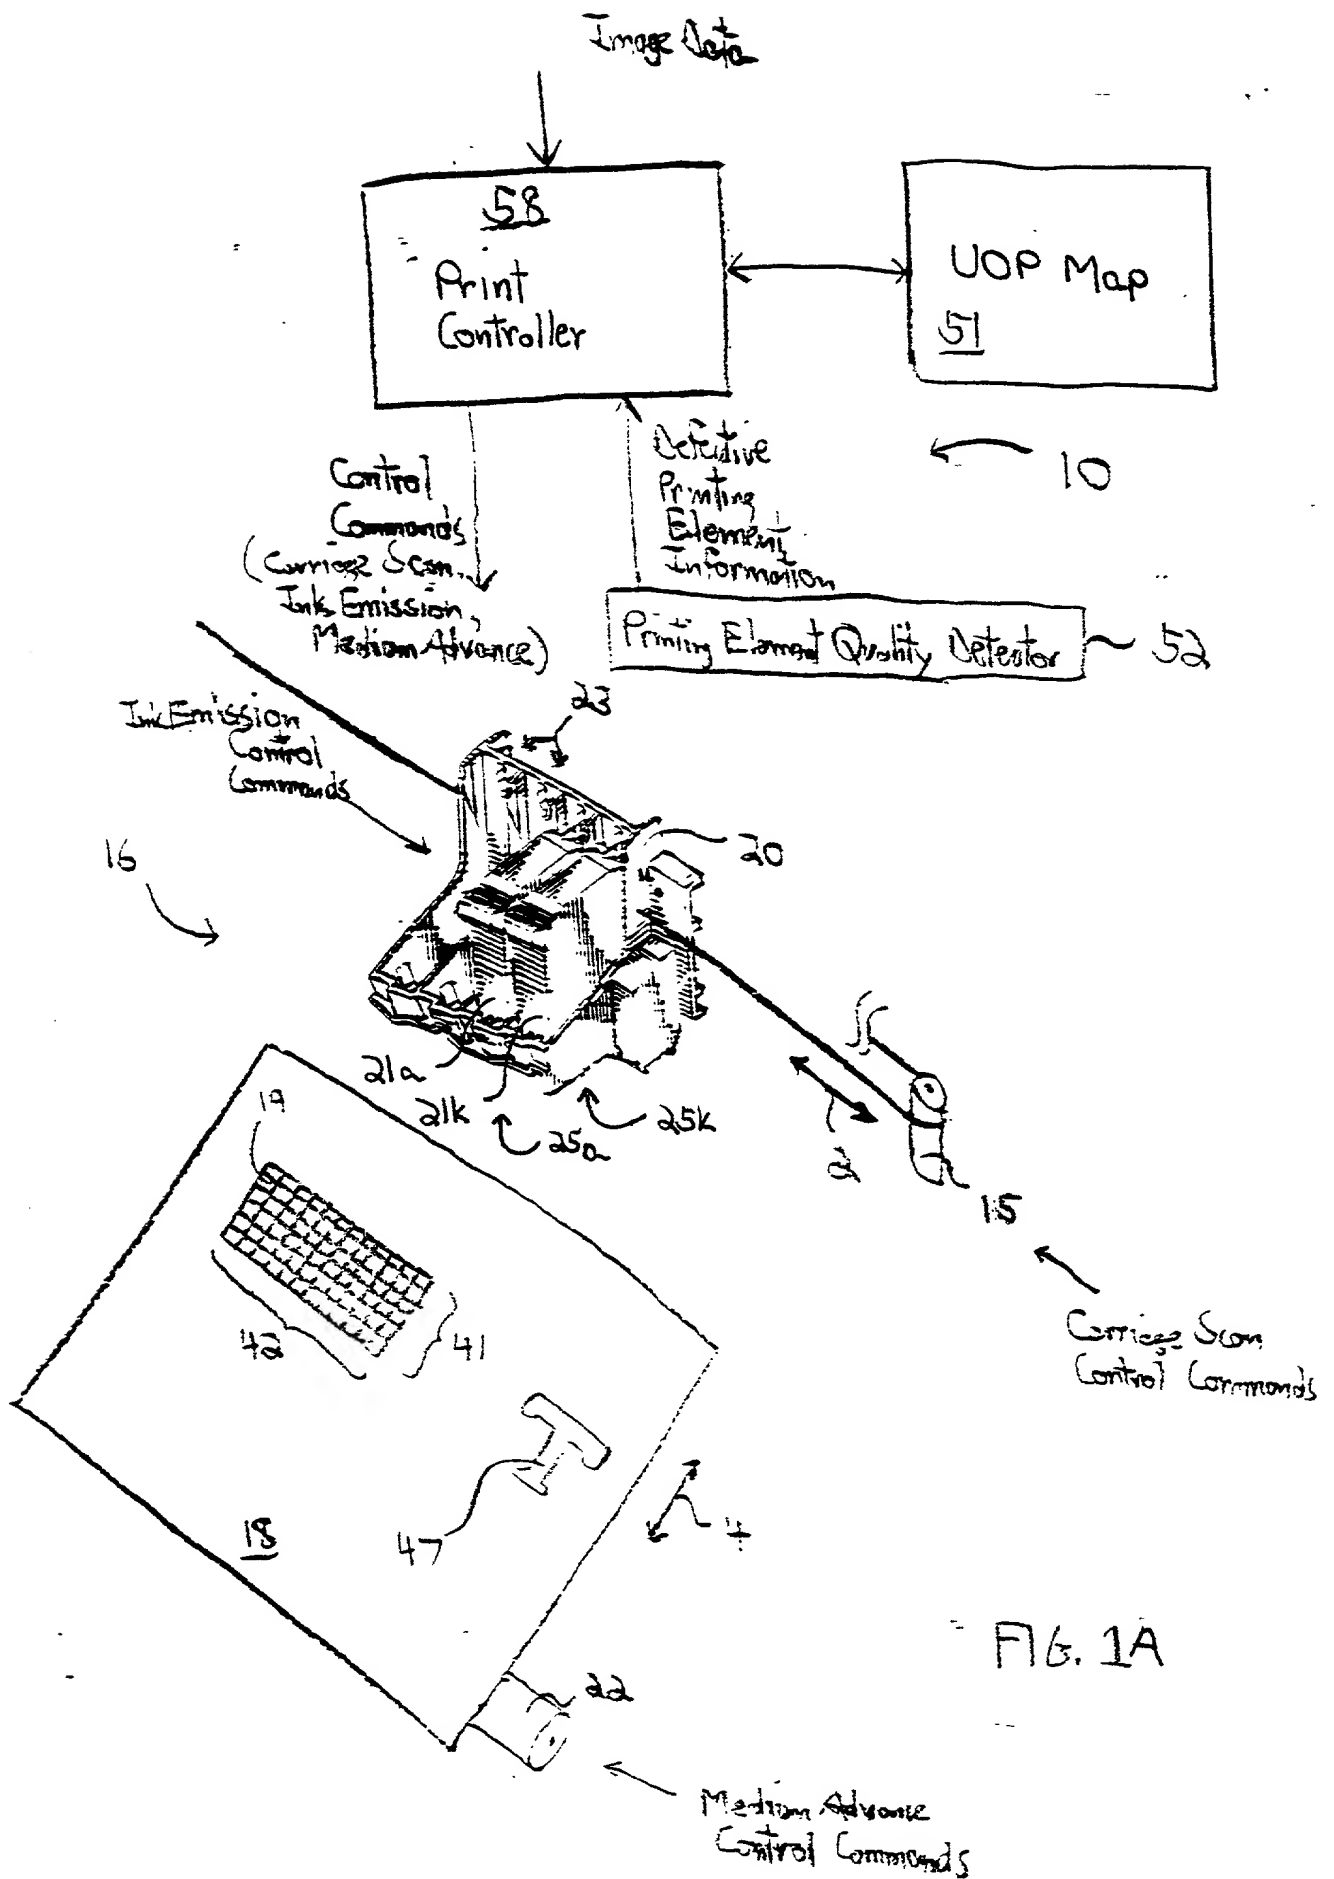 Image Data
58
Print
Controller
UOP Map
51
10
Control
Commands
(Carriage Scan,
Ink Emission,
Medium Advance)
Defective
Printing
Element
Information
Printing Element Quality Detector
52
Ink Emission
Control
Commands
23
20
16
21a
21k
25a
25k
2
15
Carriage Scan
Control Commands
19
42
41
47
4
18
22
FIG. 1A
Medium Advance
Control Commands